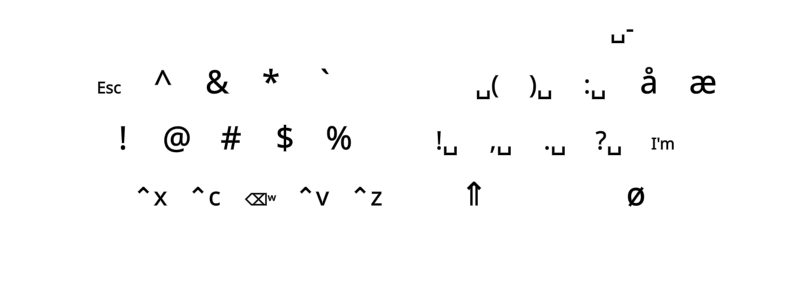 ␣-
Esc ^ & * ` ␣( )␣ :␣ å æ
! @ # $ % !␣ ,␣ .␣ ?␣ I'm
^x ^c ⌫w ^v ^z ⇑ ø